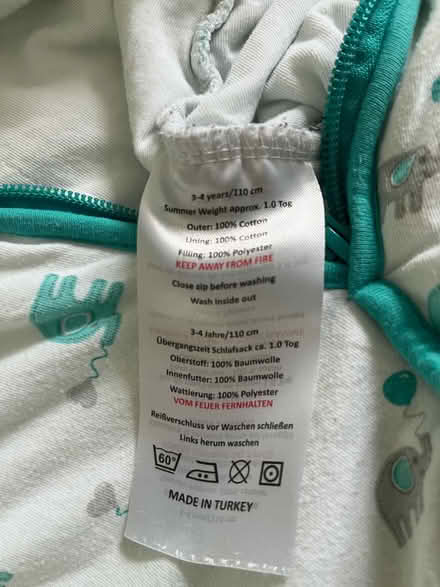 3-4 years/110 cm
Summer Weight approx. 1.0 Tog
Outer: 100% Cotton
Lining: 100% Cotton
Filling: 100% Polyester
KEEP AWAY FROM FIRE
Close zip before washing
Wash inside out
3-4 Jahre/110 cm
Übergangszeit Schlafsack ca. 1.0 Tog
Oberstoff: 100% Baumwolle
Innenfutter: 100% Baumwolle
Wattierung: 100% Polyester
VOM FEUER FERNHALTEN
Reißverschluss vor Waschen schließen
Links herum waschen
60°
MADE IN TURKEY